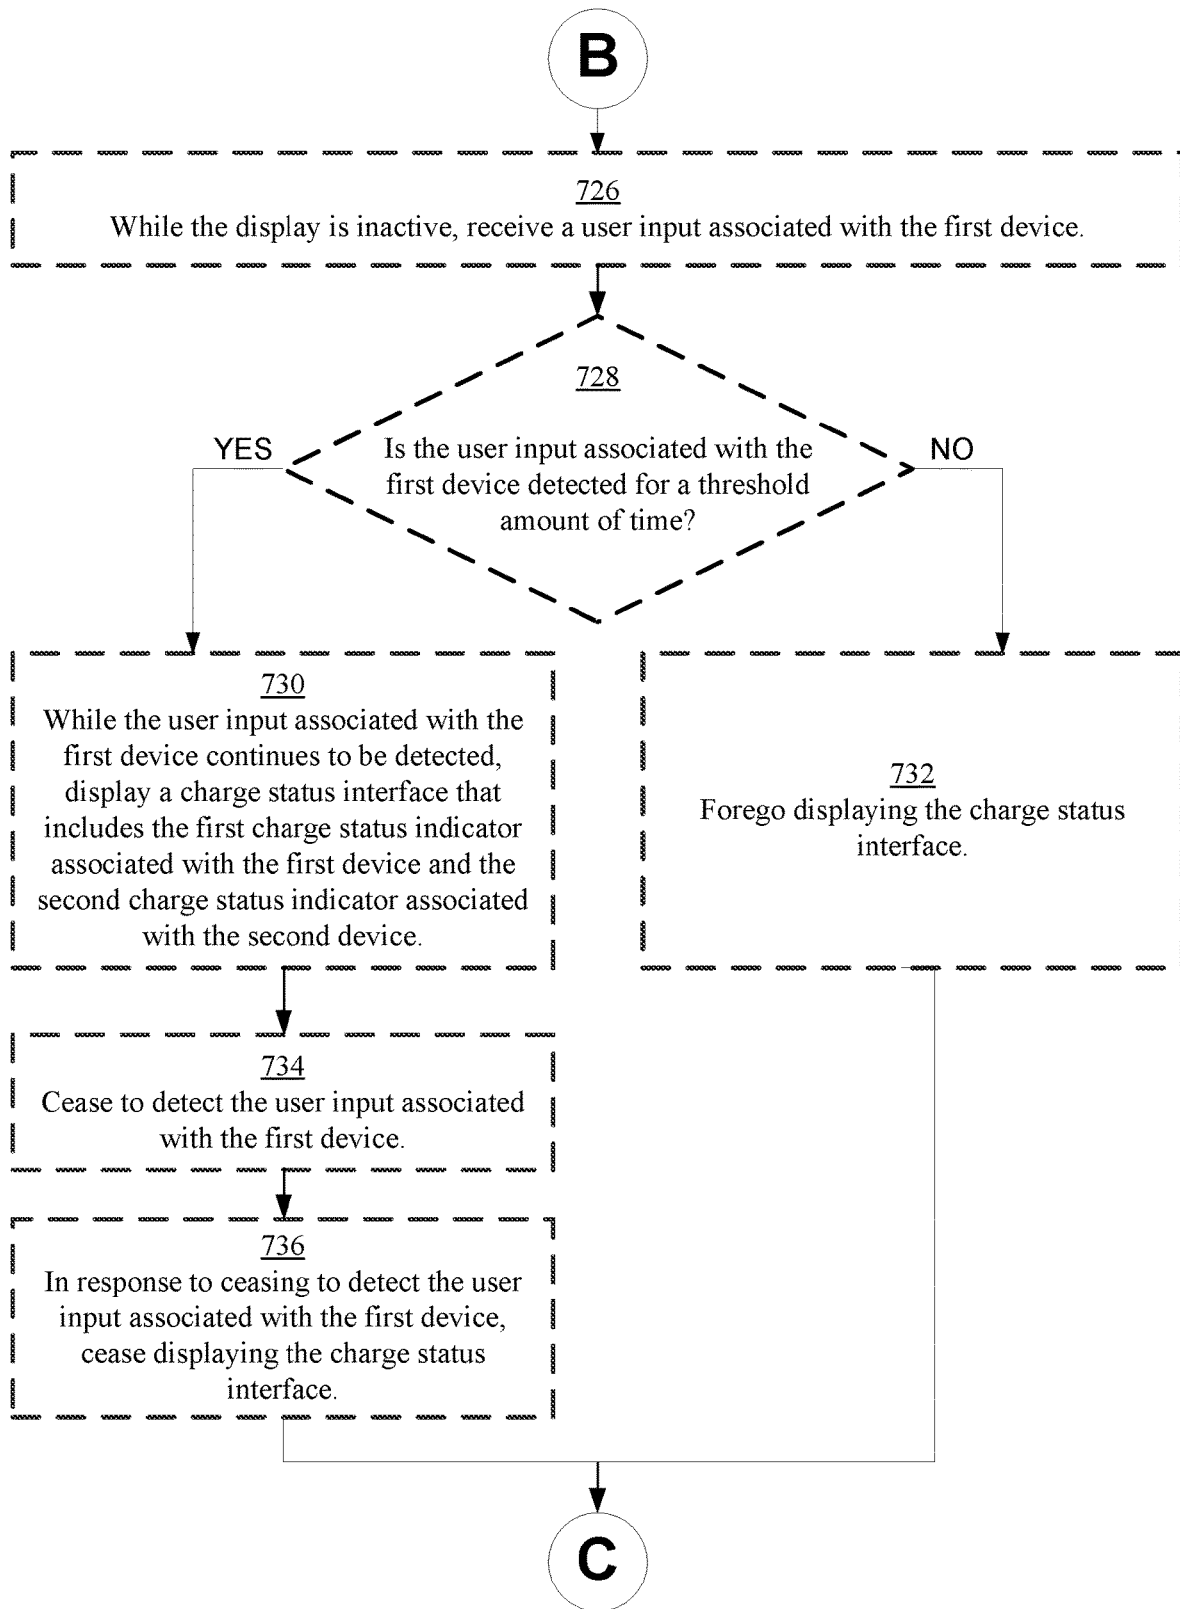 B
726
While the display is inactive, receive a user input associated with the first device.
728
Is the user input associated with the
first device detected for a threshold
amount of time?
YES
NO
730
While the user input associated with the
first device continues to be detected,
display a charge status interface that
includes the first charge status indicator
associated with the first device and the
second charge status indicator associated
with the second device.
732
Forego displaying the charge status
interface.
734
Cease to detect the user input associated
with the first device.
736
In response to ceasing to detect the user
input associated with the first device,
cease displaying the charge status
interface.
C